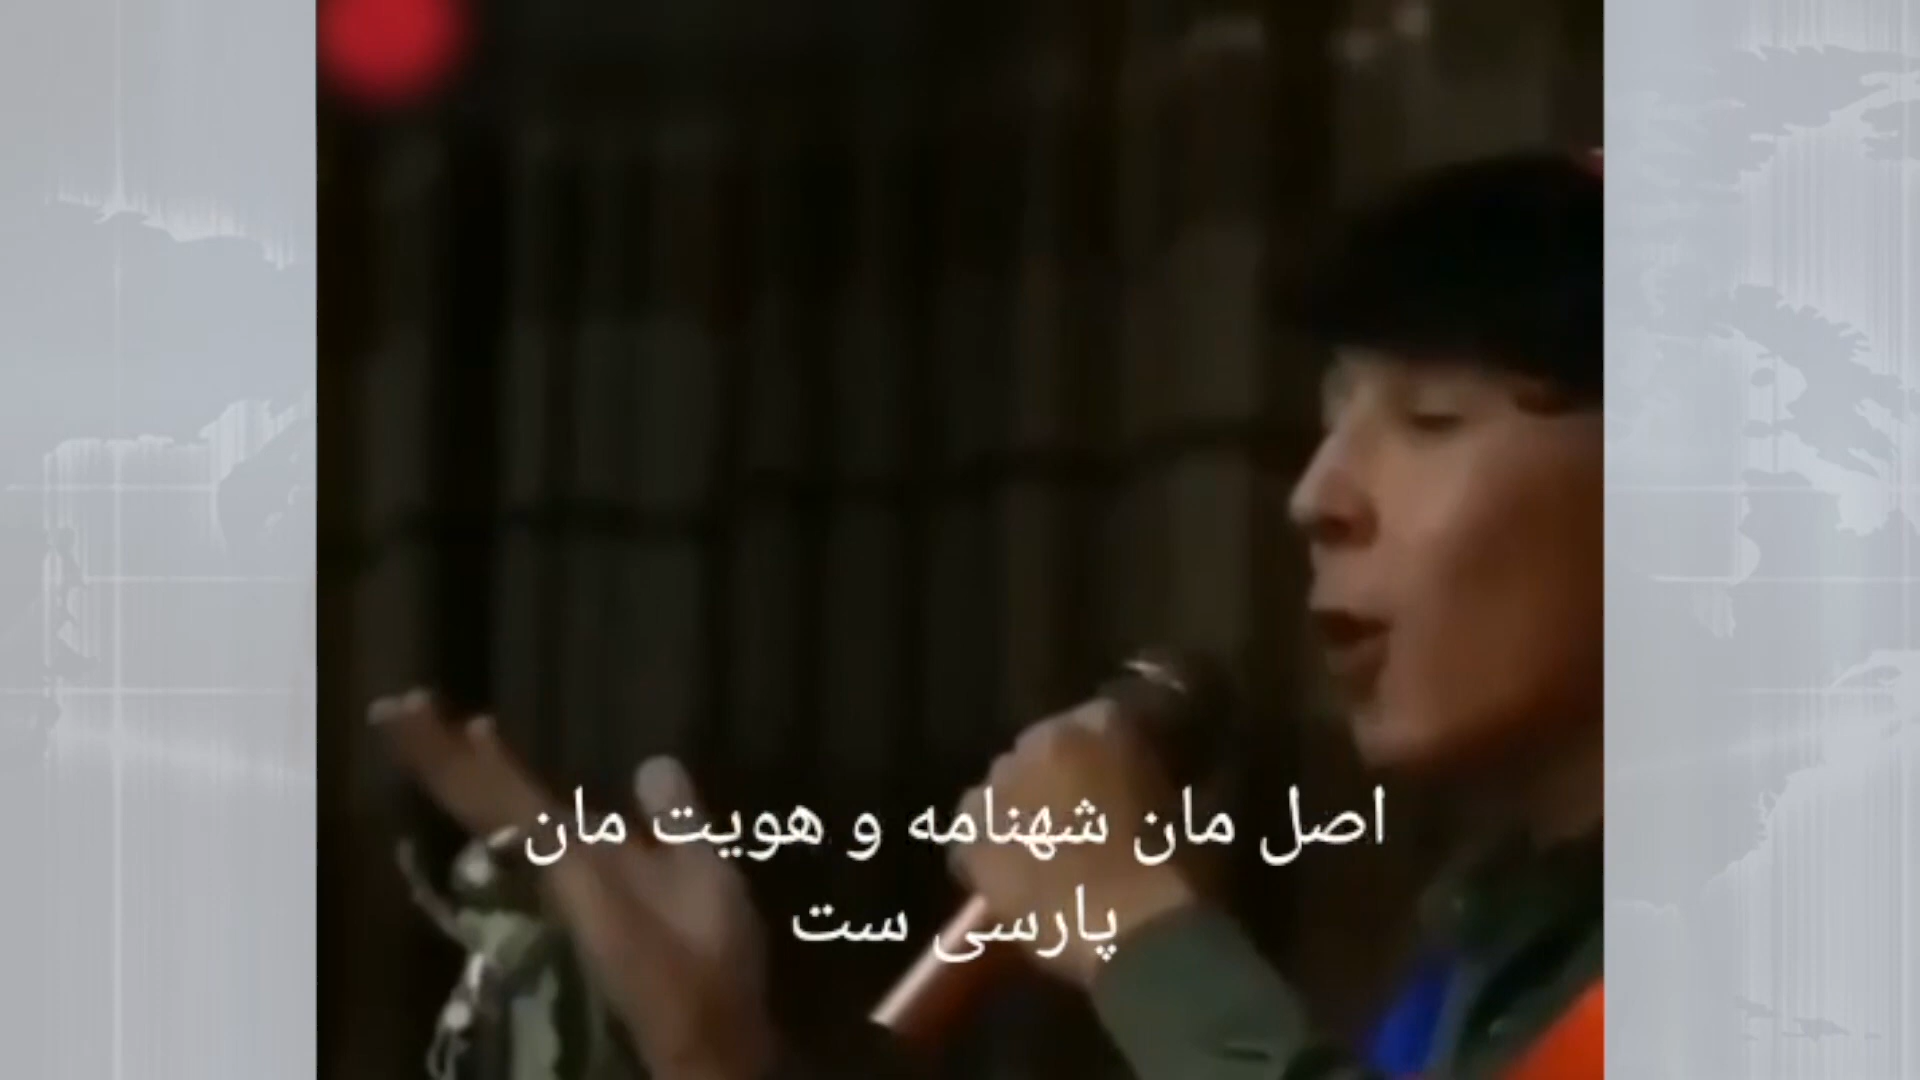 اصل مان شهنامه و هویت مان
پارسی ست